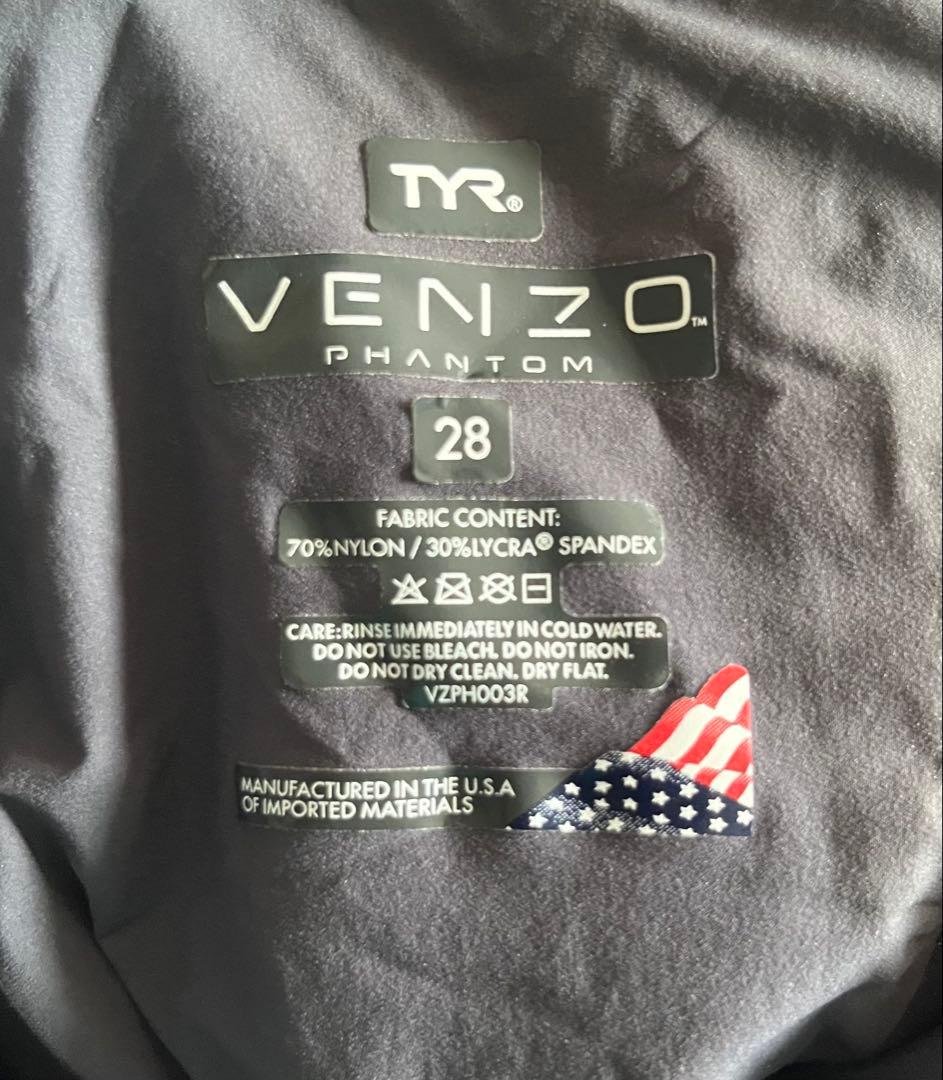 TYR®
VENZO™
PHANTOM
28
FABRIC CONTENT:
70%NYLON / 30%LYCRA® SPANDEX
CARE:RINSE IMMEDIATELY IN COLD WATER.
DO NOT USE BLEACH. DO NOT IRON.
DO NOT DRY CLEAN. DRY FLAT.
VZPH003R
MANUFACTURED IN THE U.S.A
OF IMPORTED MATERIALS